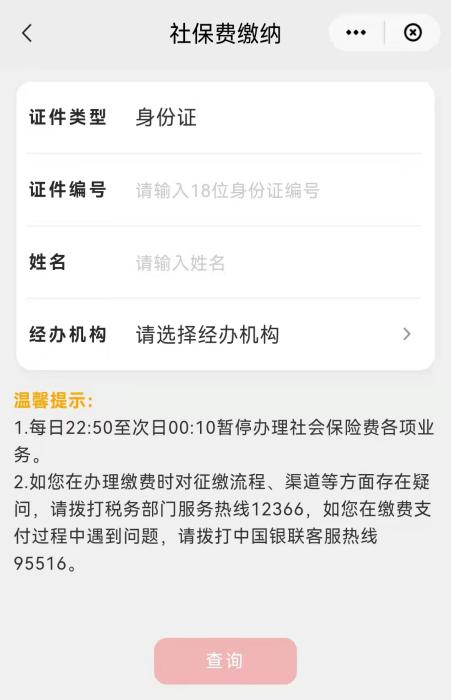 社保费缴纳
证件类型 身份证
证件编号 请输入18位身份证编号
姓名 请输入姓名
经办机构 请选择经办机构
温馨提示：
1.每日22:50至次日00:10暂停办理社会保险费各项业
务。
2.如您在办理缴费时对征缴流程、渠道等方面存在疑
问，请拨打税务部门服务热线12366，如您在缴费支
付过程中遇到问题，请拨打中国银联客服热线
95516。
查询